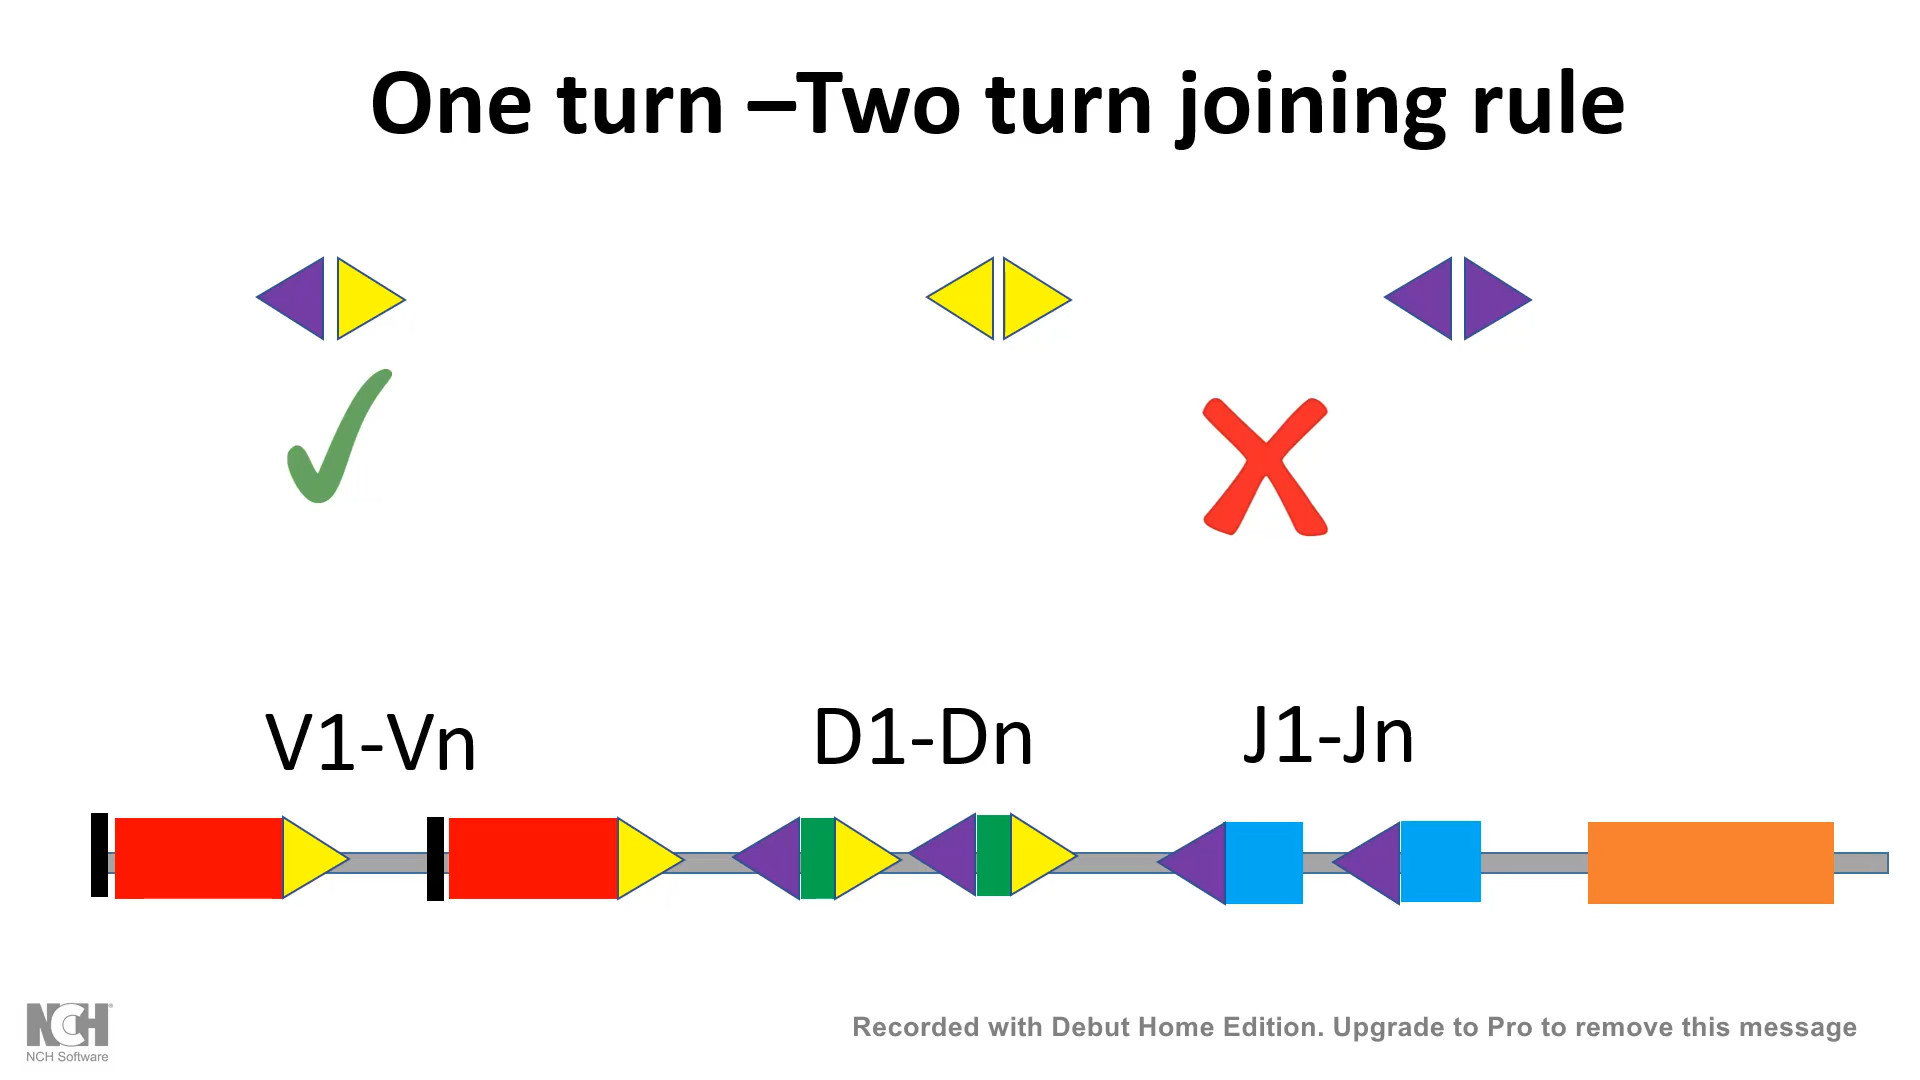 One turn –Two turn joining rule
V1-Vn
D1-Dn
J1-Jn
NCH
NCH Software
Recorded with Debut Home Edition. Upgrade to Pro to remove this message